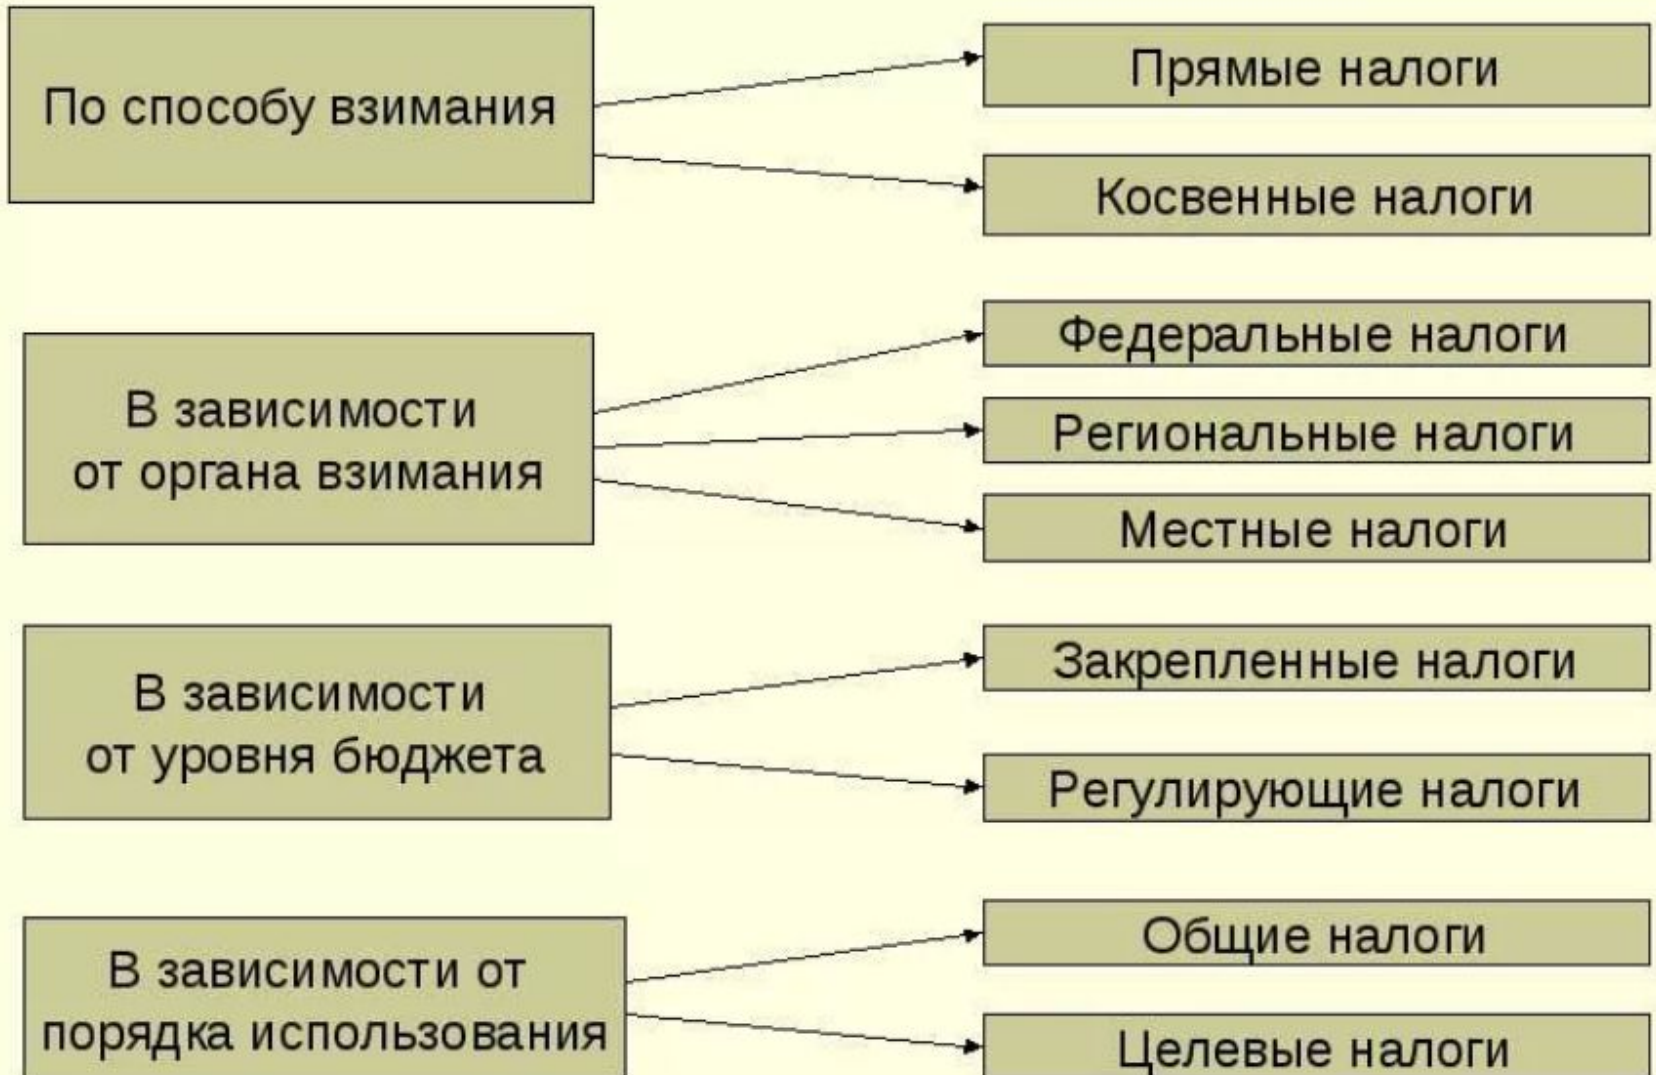 По способу взимания
Прямые налоги
Косвенные налоги
В зависимости
от органа взимания
Федеральные налоги
Региональные налоги
Местные налоги
В зависимости
от уровня бюджета
Закрепленные налоги
Регулирующие налоги
В зависимости от
порядка использования
Общие налоги
Целевые налоги